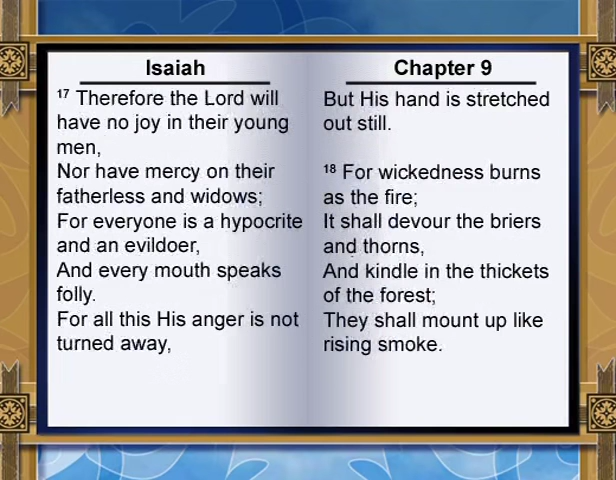 Isaiah
17 Therefore the Lord will
have no joy in their young
men,
Nor have mercy on their
fatherless and widows;
For everyone is a hypocrite
and an evildoer,
And every mouth speaks
folly.
For all this His anger is not
turned away,
Chapter 9
But His hand is stretched
out still.
18 For wickedness burns
as the fire;
It shall devour the briers
and thorns,
And kindle in the thickets
of the forest;
They shall mount up like
rising smoke.